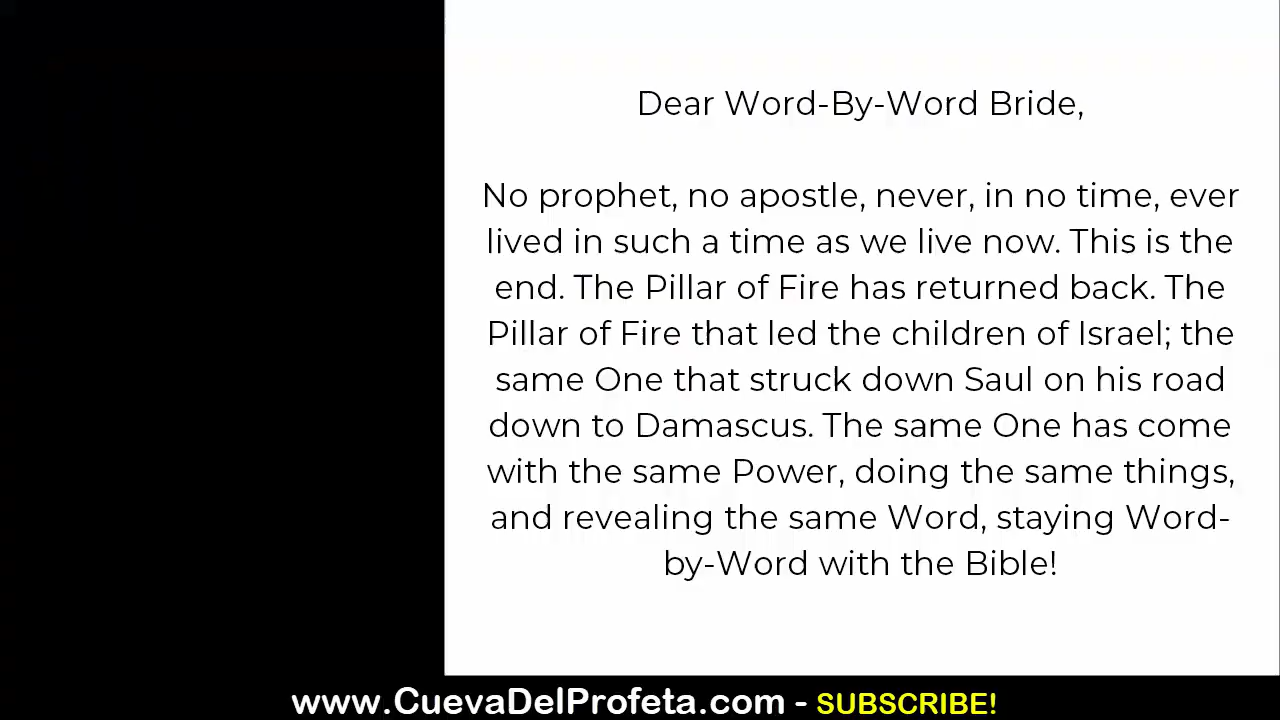 Dear Word-By-Word Bride,
No prophet, no apostle, never, in no time, ever
lived in such a time as we live now. This is the
end. The Pillar of Fire has returned back. The
Pillar of Fire that led the children of Israel; the
same One that struck down Saul on his road
down to Damascus. The same One has come
with the same Power, doing the same things,
and revealing the same Word, staying Word-
by-Word with the Bible!
www.CuevaDelProfeta.com - SUBSCRIBE!